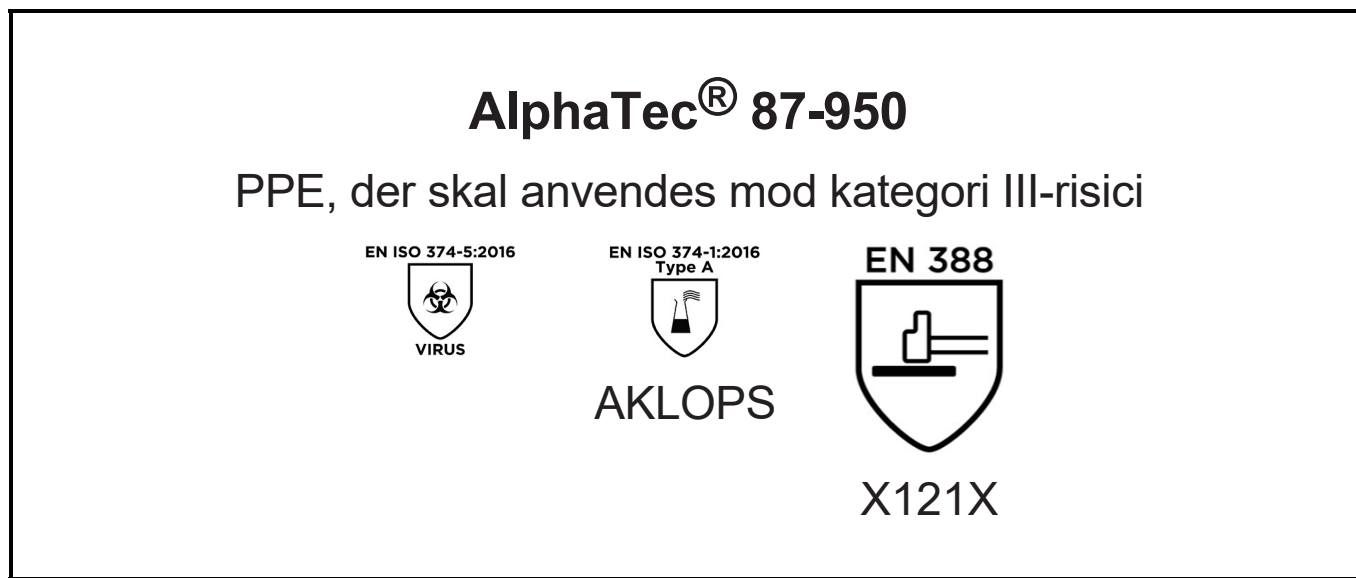 AlphaTec® 87-950
PPE, der skal anvendes mod kategori III-risici
EN ISO 374-5:2016
VIRUS
EN ISO 374-1:2016
Type A
AKLOPS
EN 388
X121X